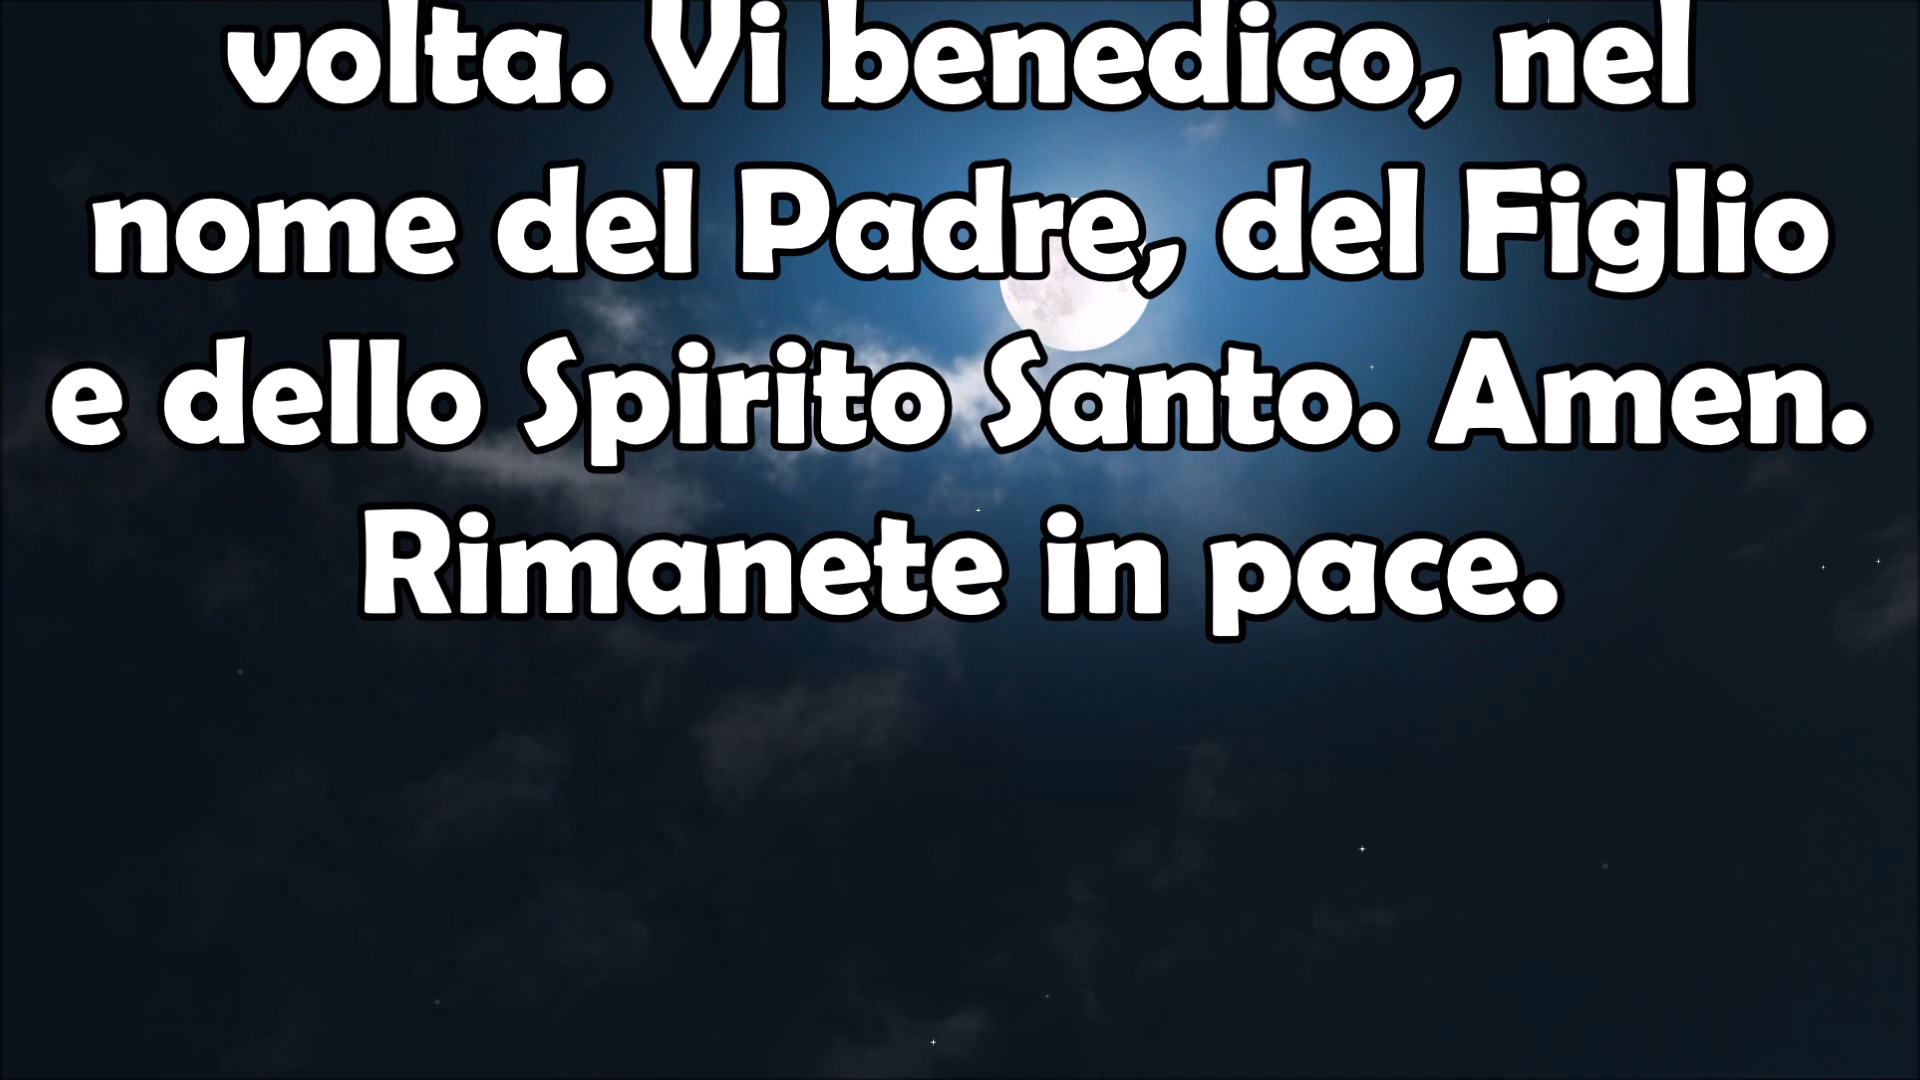 volta. Vi benedico, nel
nome del Padre, del Figlio
e dello Spirito Santo. Amen.
Rimanete in pace.